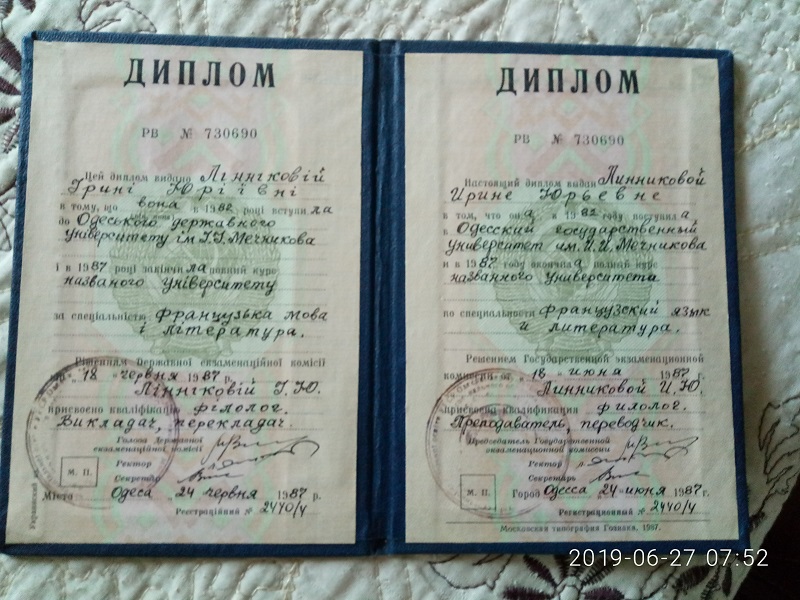 ДИПЛОМ
РВ № 730690
Цей диплом видано Лінніковій
Ірині Юріївні
в тому, що вона в 1982 році вступила
до Одеського державного
університету ім. І.І. Мечникова
і в 1987 році закінчила повний курс
названого університету
за спеціальністю Французька мова
і література.
Рішенням Державної екзаменаційної комісії
18 червня 1987 р.
Лінніковій І.Ю.
присвоєно кваліфікацію філолог.
Викладач, перекладач.
Голова Державної
екзаменаційної комісії
Ректор
Секретар
М. П.
Місто Одеса 24 червня 1987 р.
Реєстраційний № 2440/у
ДИПЛОМ
РВ № 730690
Настоящий диплом выдан Линниковой
Ирине Юрьевне
в том, что она в 1982 году поступила
в Одесский государственный
университет им. И.И. Мечникова
и в 1987 году окончила полный курс
названного университета
по специальности Французский язык
и литература.
Решением Государственной экзаменационной
комиссии от 18 июня 1987 г.
Линниковой И.Ю.
присвоена квалификация филолог.
Преподаватель, переводчик.
Председатель Государственной
экзаменационной комиссии
Ректор
Секретарь
М. П.
Город Одесса 24 июня 1987 г.
Регистрационный № 2440/у
Московская типография Гознака. 1987.
2019-06-27 07:52